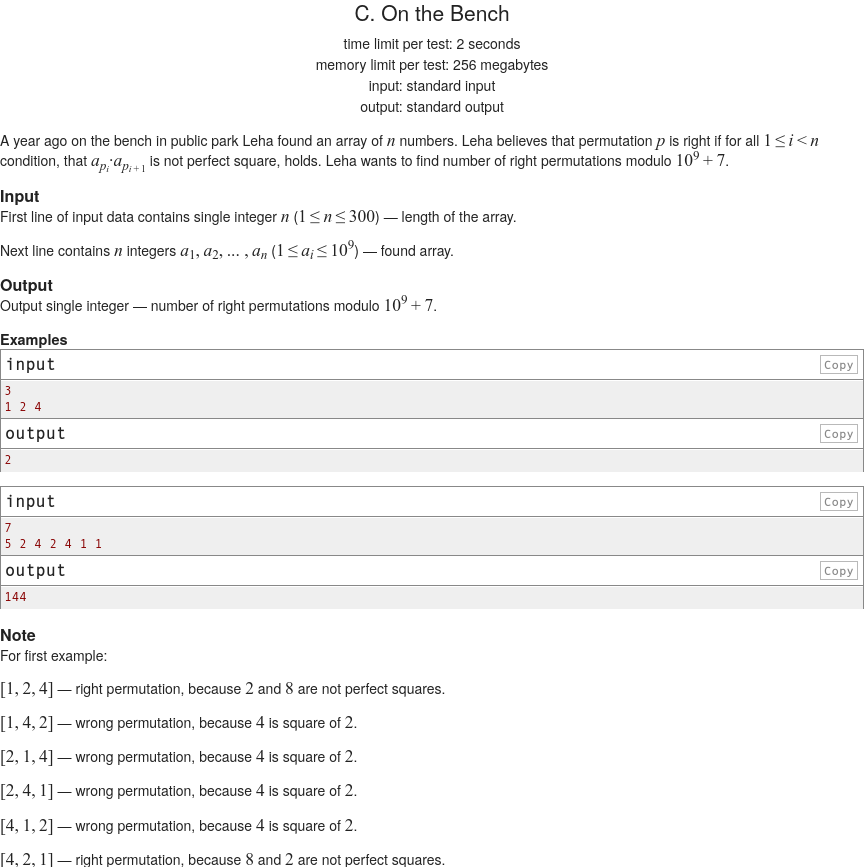 C. On the Bench
time limit per test: 2 seconds
memory limit per test: 256 megabytes
input: standard input
output: standard output
A year ago on the bench in public park Leha found an array of n numbers. Leha believes that permutation p is right if for all 1 ≤ i < n
condition, that a_{p_i}·a_{p_{i + 1}} is not perfect square, holds. Leha wants to find number of right permutations modulo 10^9 + 7.
Input
First line of input data contains single integer n (1 ≤ n ≤ 300) — length of the array.
Next line contains n integers a_1, a_2, ... , a_n (1 ≤ a_i ≤ 10^9) — found array.
Output
Output single integer — number of right permutations modulo 10^9 + 7.
Examples
input Copy
3
1 2 4
output Copy
2
input Copy
7
5 2 4 2 4 1 1
output Copy
144
Note
For first example:
[1, 2, 4] — right permutation, because 2 and 8 are not perfect squares.
[1, 4, 2] — wrong permutation, because 4 is square of 2.
[2, 1, 4] — wrong permutation, because 4 is square of 2.
[2, 4, 1] — wrong permutation, because 4 is square of 2.
[4, 1, 2] — wrong permutation, because 4 is square of 2.
[4, 2, 1] — right permutation, because 8 and 2 are not perfect squares.